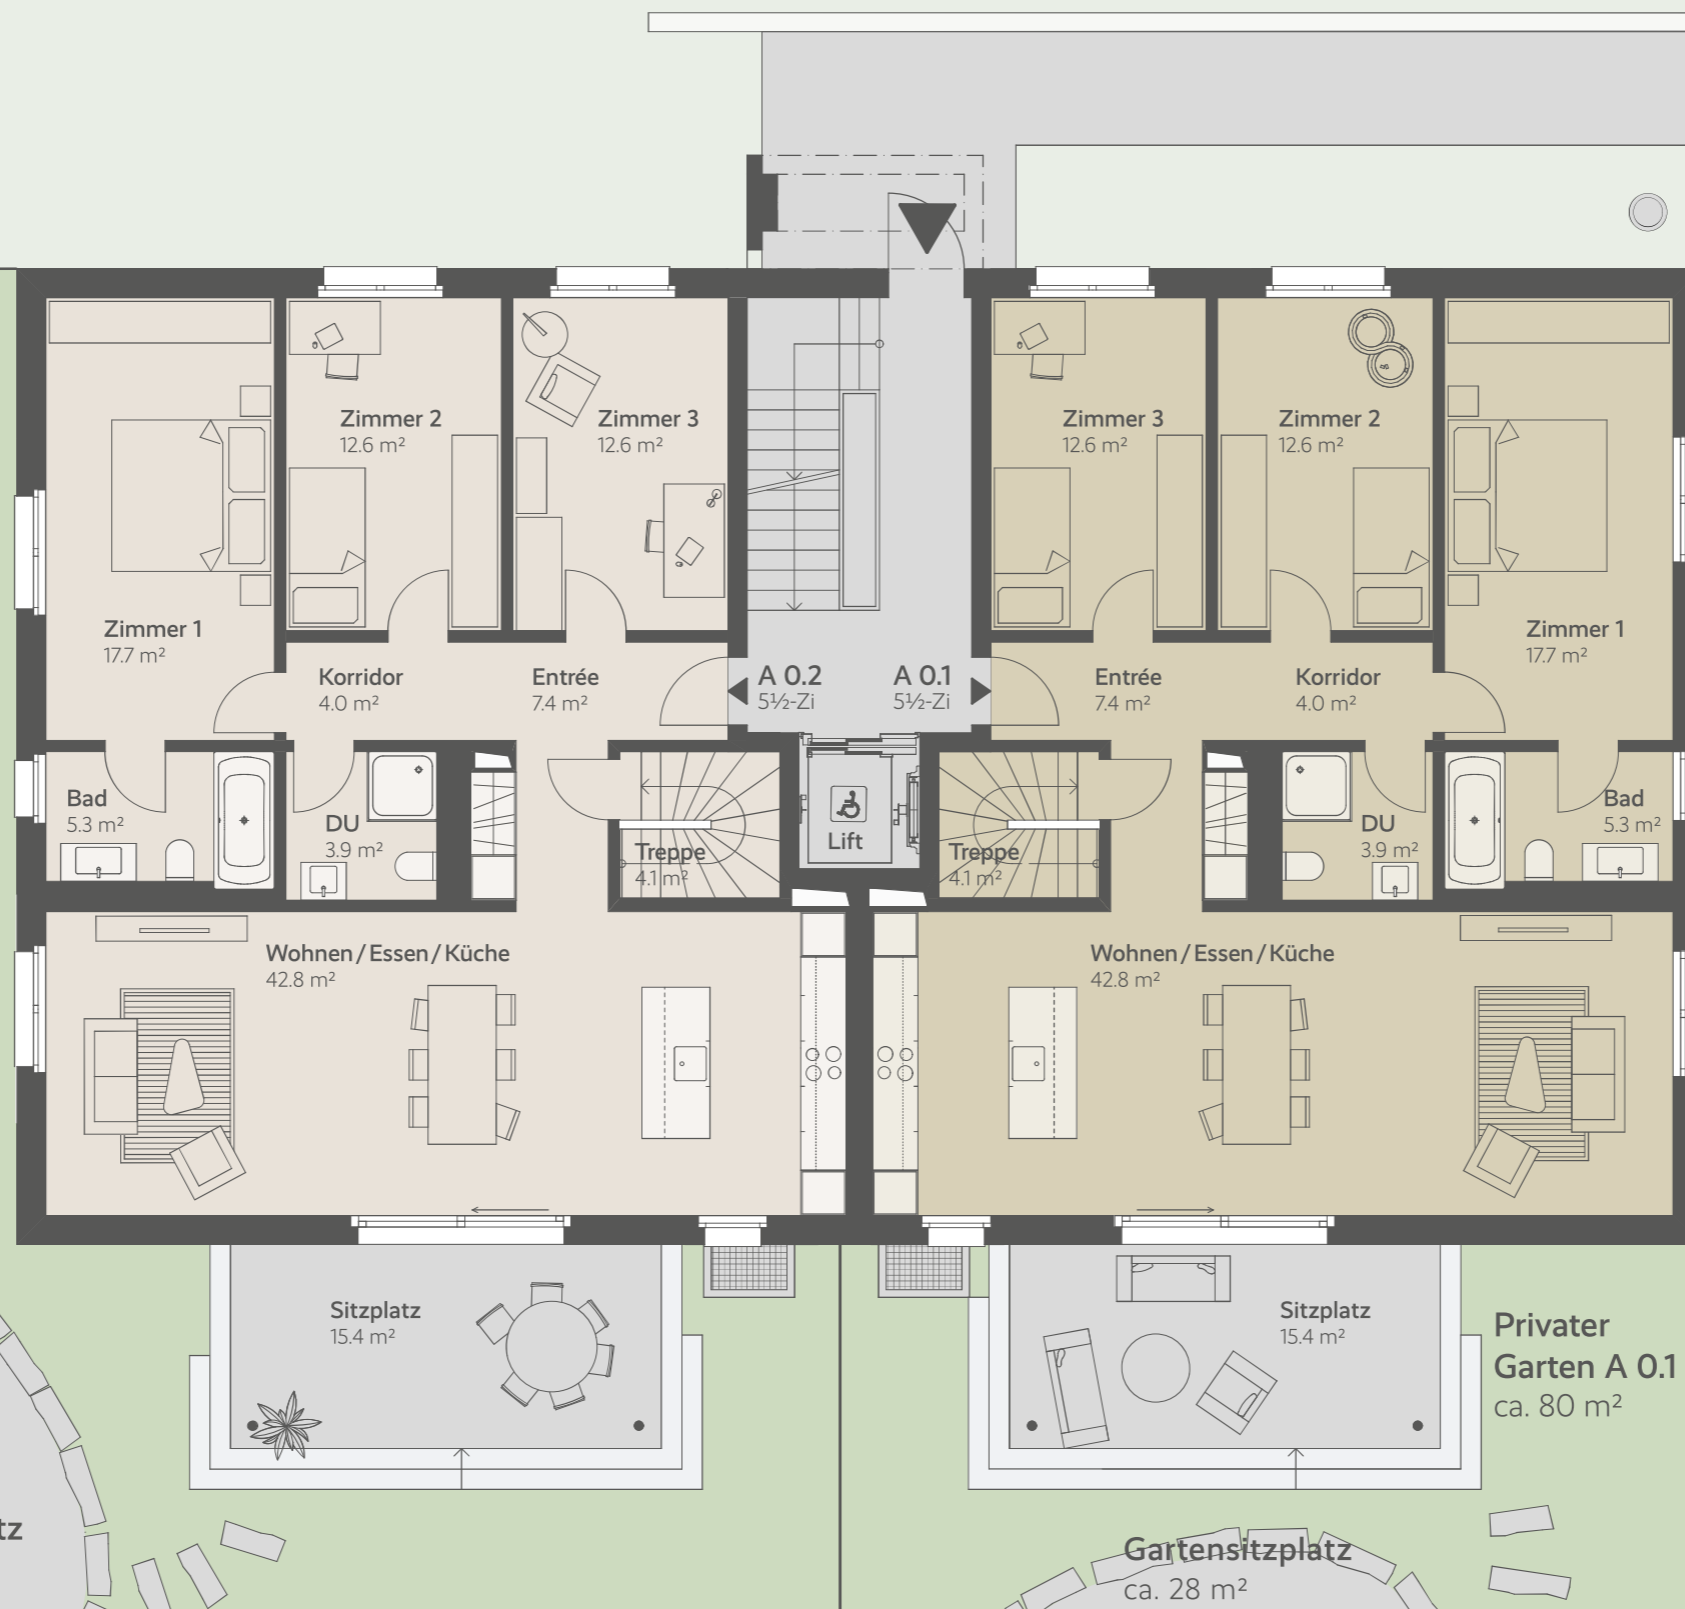 Zimmer 2
12.6 m²
Zimmer 3
12.6 m²
Zimmer 3
12.6 m²
Zimmer 2
12.6 m²
Zimmer 1
17.7 m²
Zimmer 1
17.7 m²
Korridor
4.0 m²
Entrée
7.4 m²
A 0.2
5½-Zi
A 0.1
5½-Zi
Entrée
7.4 m²
Korridor
4.0 m²
Bad
5.3 m²
DU
3.9 m²
Treppe
4.1 m²
Lift
Treppe
4.1 m²
DU
3.9 m²
Bad
5.3 m²
Wohnen / Essen / Küche
42.8 m²
Wohnen / Essen / Küche
42.8 m²
Sitzplatz
15.4 m²
Sitzplatz
15.4 m²
Privater
Garten A 0.1
ca. 80 m²
tz
Gartensitzplatz
ca. 28 m²